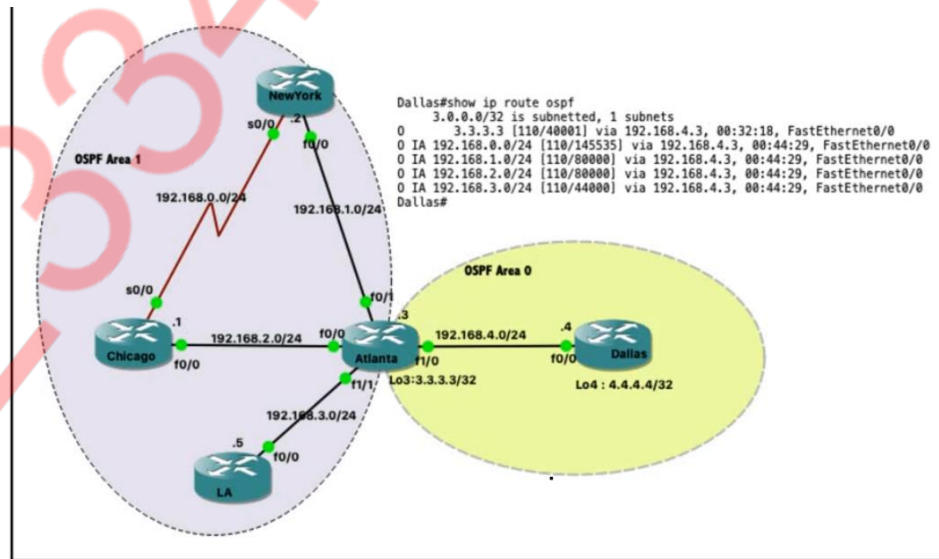 NewYork
.2
s0/0
f0/0
Dallas#show ip route ospf
3.0.0.0/32 is subnetted, 1 subnets
O 3.3.3.3 [110/40001] via 192.168.4.3, 00:32:18, FastEthernet0/0
O IA 192.168.0.0/24 [110/145535] via 192.168.4.3, 00:44:29, FastEthernet0/0
O IA 192.168.1.0/24 [110/80000] via 192.168.4.3, 00:44:29, FastEthernet0/0
O IA 192.168.2.0/24 [110/80000] via 192.168.4.3, 00:44:29, FastEthernet0/0
O IA 192.168.3.0/24 [110/44000] via 192.168.4.3, 00:44:29, FastEthernet0/0
Dallas#
OSPF Area 1
192.168.0.0/24
192.168.1.0/24
OSPF Area 0
s0/0
f0/1
.1
.3
.4
Chicago
192.168.2.0/24
f0/0
Atlanta
192.168.4.0/24
Dallas
f0/0
f1/0
f0/0
f1/1
Lo3:3.3.3.3/32
Lo4 : 4.4.4.4/32
192.168.3.0/24
.5
f0/0
LA